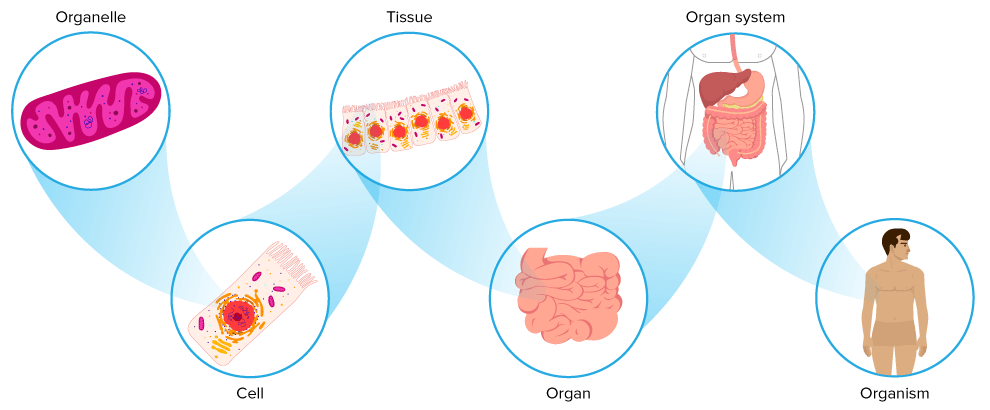 Organelle
Tissue
Organ system
Cell
Organ
Organism